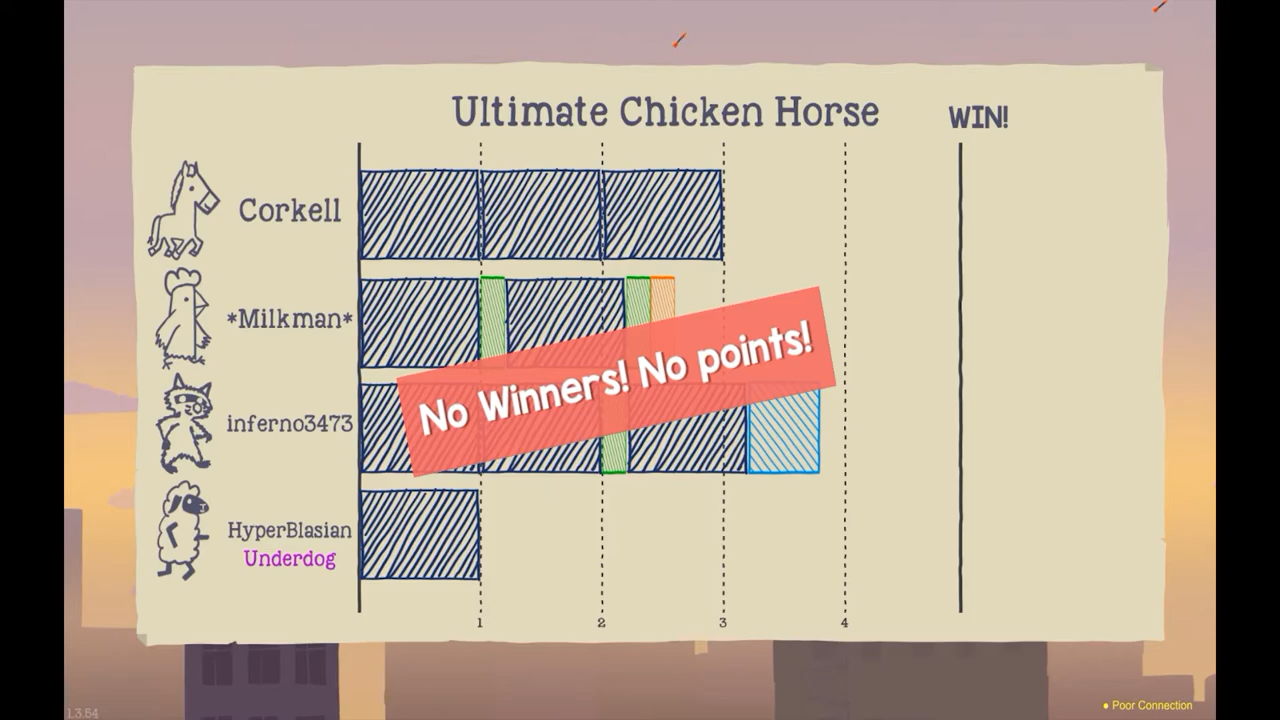 Ultimate Chicken Horse
WIN!
Corkell
*Milkman*
No Winners! No points!
inferno3473
HyperBlasian
Underdog
1 2 3 4
1.3.54
Poor Connection